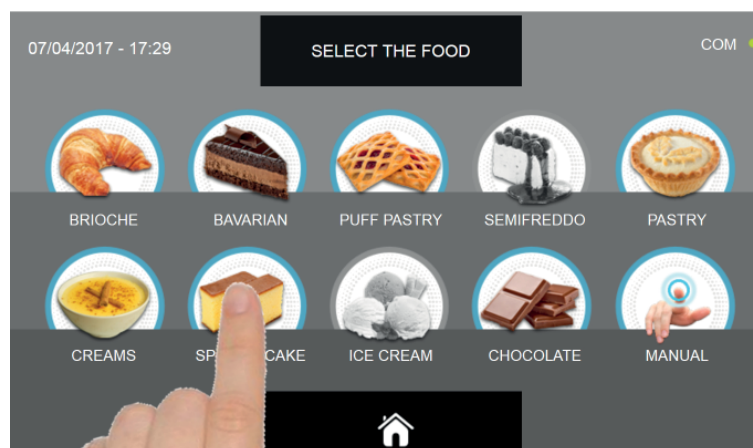 07/04/2017 - 17:29
SELECT THE FOOD
COM
BRIOCHE
BAVARIAN
PUFF PASTRY
SEMIFREDDO
PASTRY
CREAMS
CAKE
ICE CREAM
CHOCOLATE
MANUAL